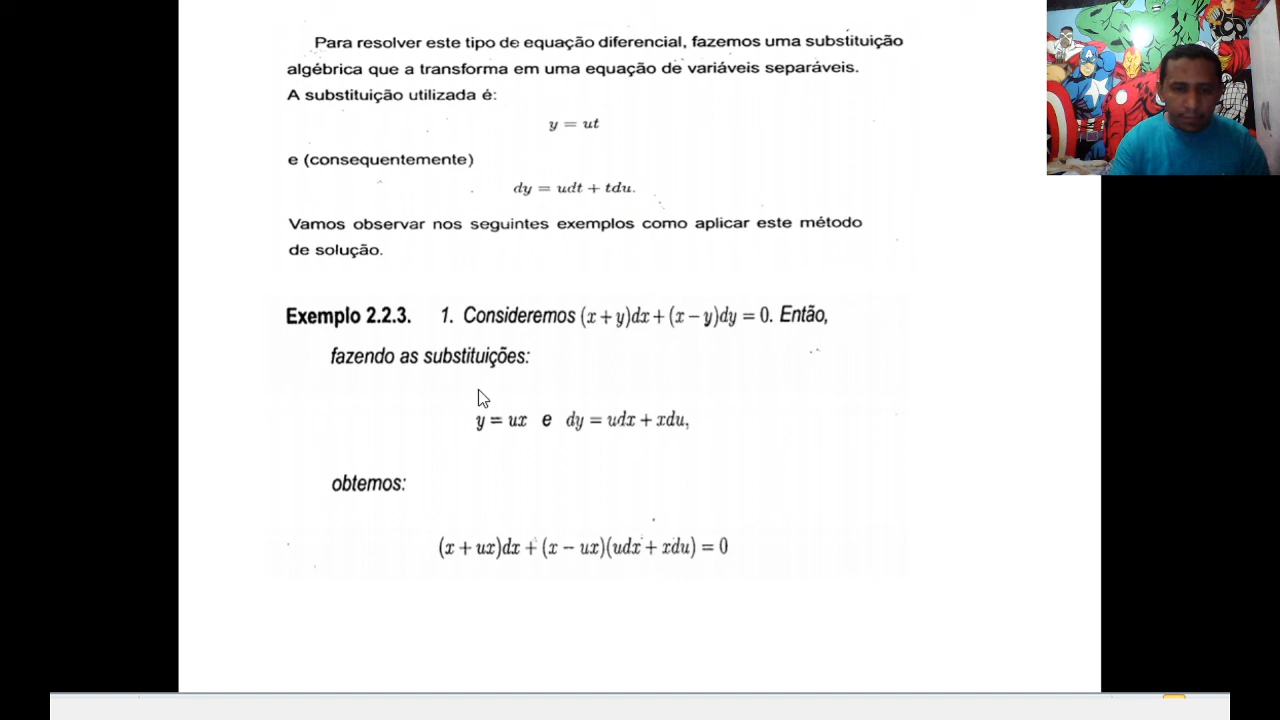 Para resolver este tipo de equação diferencial, fazemos uma substituição
algébrica que a transforma em uma equação de variáveis separáveis.
A substituição utilizada é:
y = ut
e (consequentemente)
dy = udt + tdu.
Vamos observar nos seguintes exemplos como aplicar este método
de solução.
Exemplo 2.2.3. 1. Consideremos (x + y)dx + (x − y)dy = 0. Então,
fazendo as substituições:
y = ux e dy = udx + xdu,
obtemos:
(x + ux)dx + (x − ux)(udx + xdu) = 0